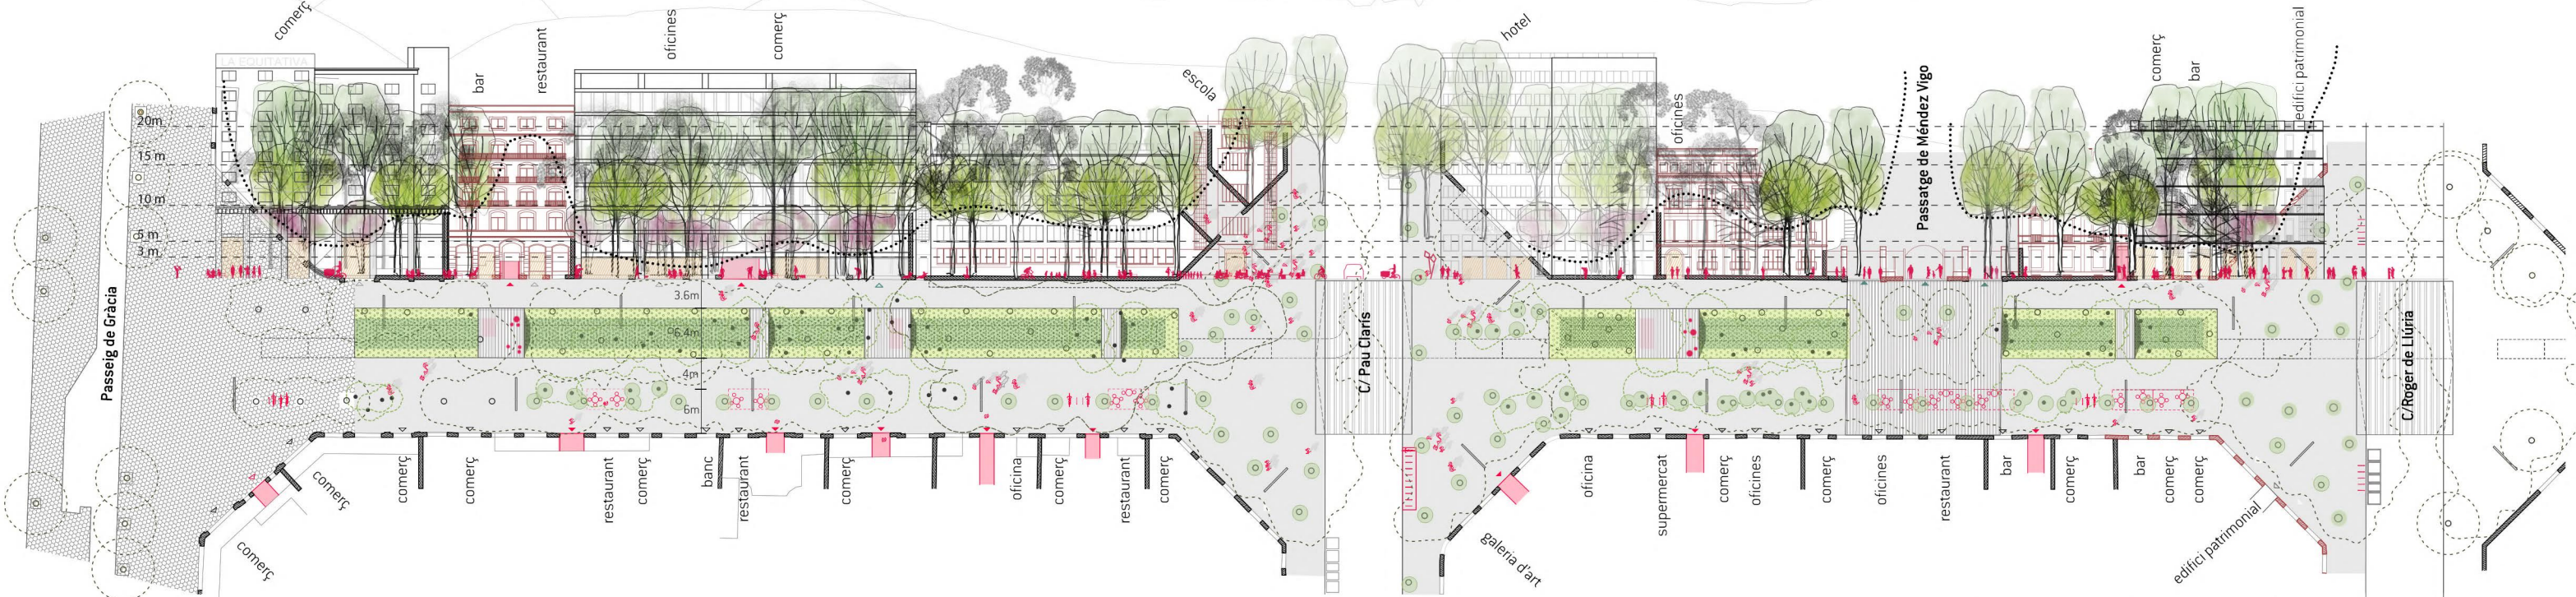 comerç
bar
restaurant
oficines
comerç
escola
hotel
oficines
Passatge de Méndez Vigo
comerç
bar
edifici patrimonial
LA EQUITATIVA
20m
15 m
10 m
5 m
3 m
Passeig de Gràcia
3.6m
6.4m
4m
6m
C/ Pau Claris
C/Roger de Llúria
comerç
comerç
comerç
comerç
restaurant
comerç
banc
restaurant
comerça
oficina
comerç
restaurant
comerç
galeria d'art
oficina
supermercat
comerç
oficines
comerç
oficines
restaurant
bar
comerç
bar
comerç
comerç
edifici patrimonial